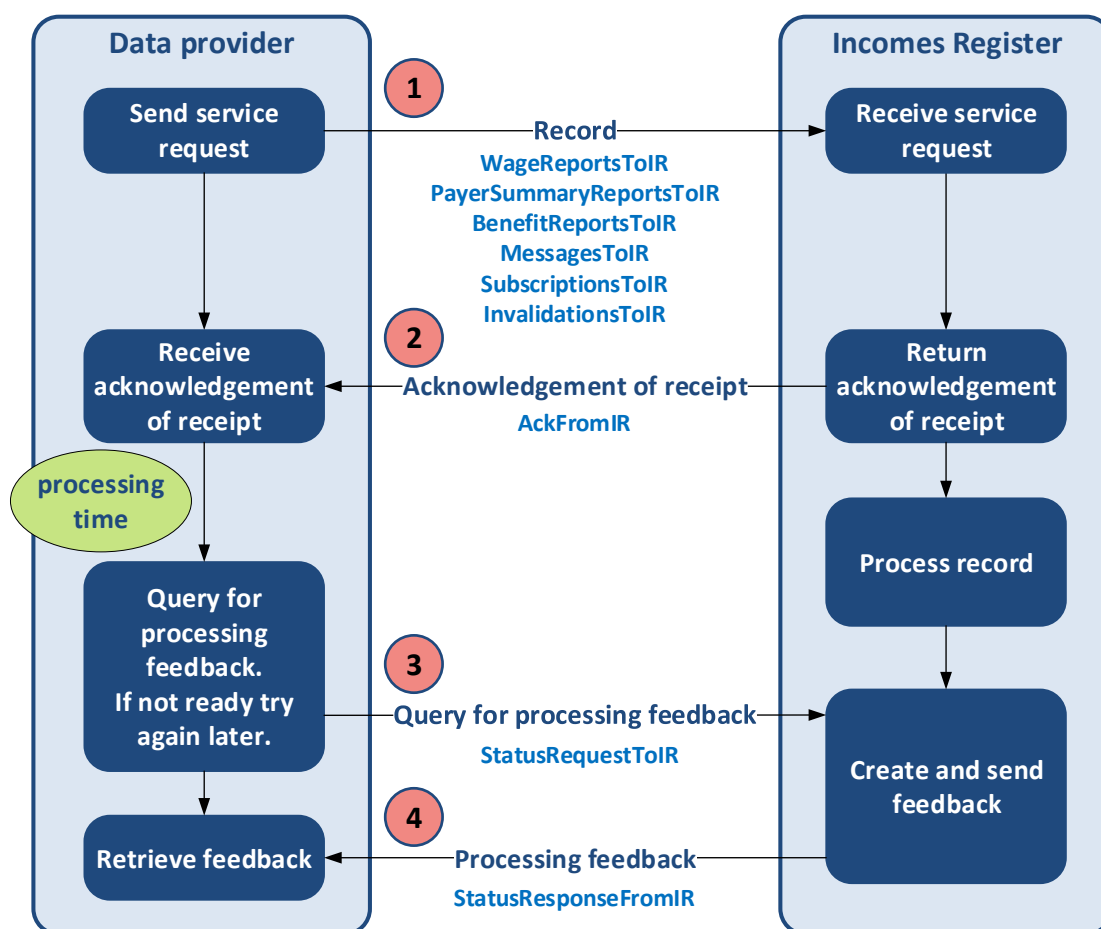 Data provider
Incomes Register
1
Send service
request
Receive service
request
Record
WageReportsToIR
PayerSummaryReportsToIR
BenefitReportsToIR
MessagesToIR
SubscriptionsToIR
InvalidationsToIR
2
Receive
acknowledgement
of receipt
Return
acknowledgement
of receipt
Acknowledgement of receipt
AckFromIR
processing
time
Process record
Query for
processing
feedback.
If not ready try
again later.
3
Query for processing feedback
StatusRequestToIR
Create and send
feedback
4
Retrieve feedback
Processing feedback
StatusResponseFromIR